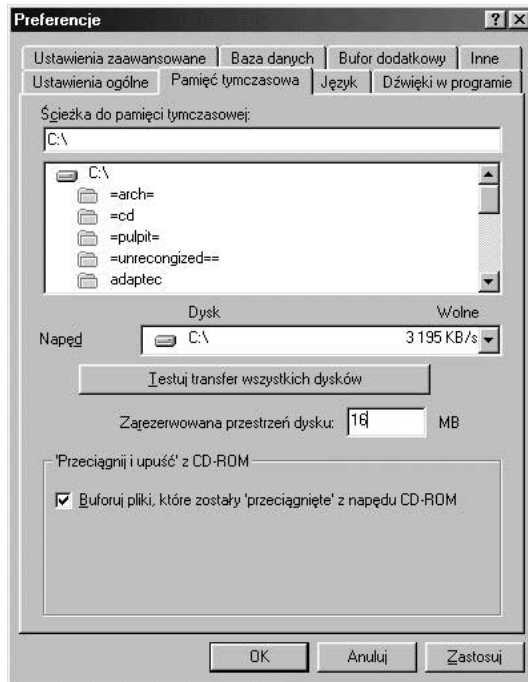 Preferencje
Ustawienia zaawansowane Baza danych Bufor dodatkowy Inne
Ustawienia ogólne Pamięć tymczasowa Język Dźwięki w programie
Ścieżka do pamięci tymczasowej:
C:\
C:\
=arch=
=cd
=pulpit=
=unrecongized==
adaptec
Dysk Wolne
Napęd C:\ 3 195 KB/s
Testuj transfer wszystkich dysków
Zarezerwowana przestrzeń dysku: 16 MB
'Przeciągnij i upuść' z CD-ROM
Buforuj pliki, które zostały 'przeciągnięte' z napędu CD-ROM
OK Anuluj Zastosuj